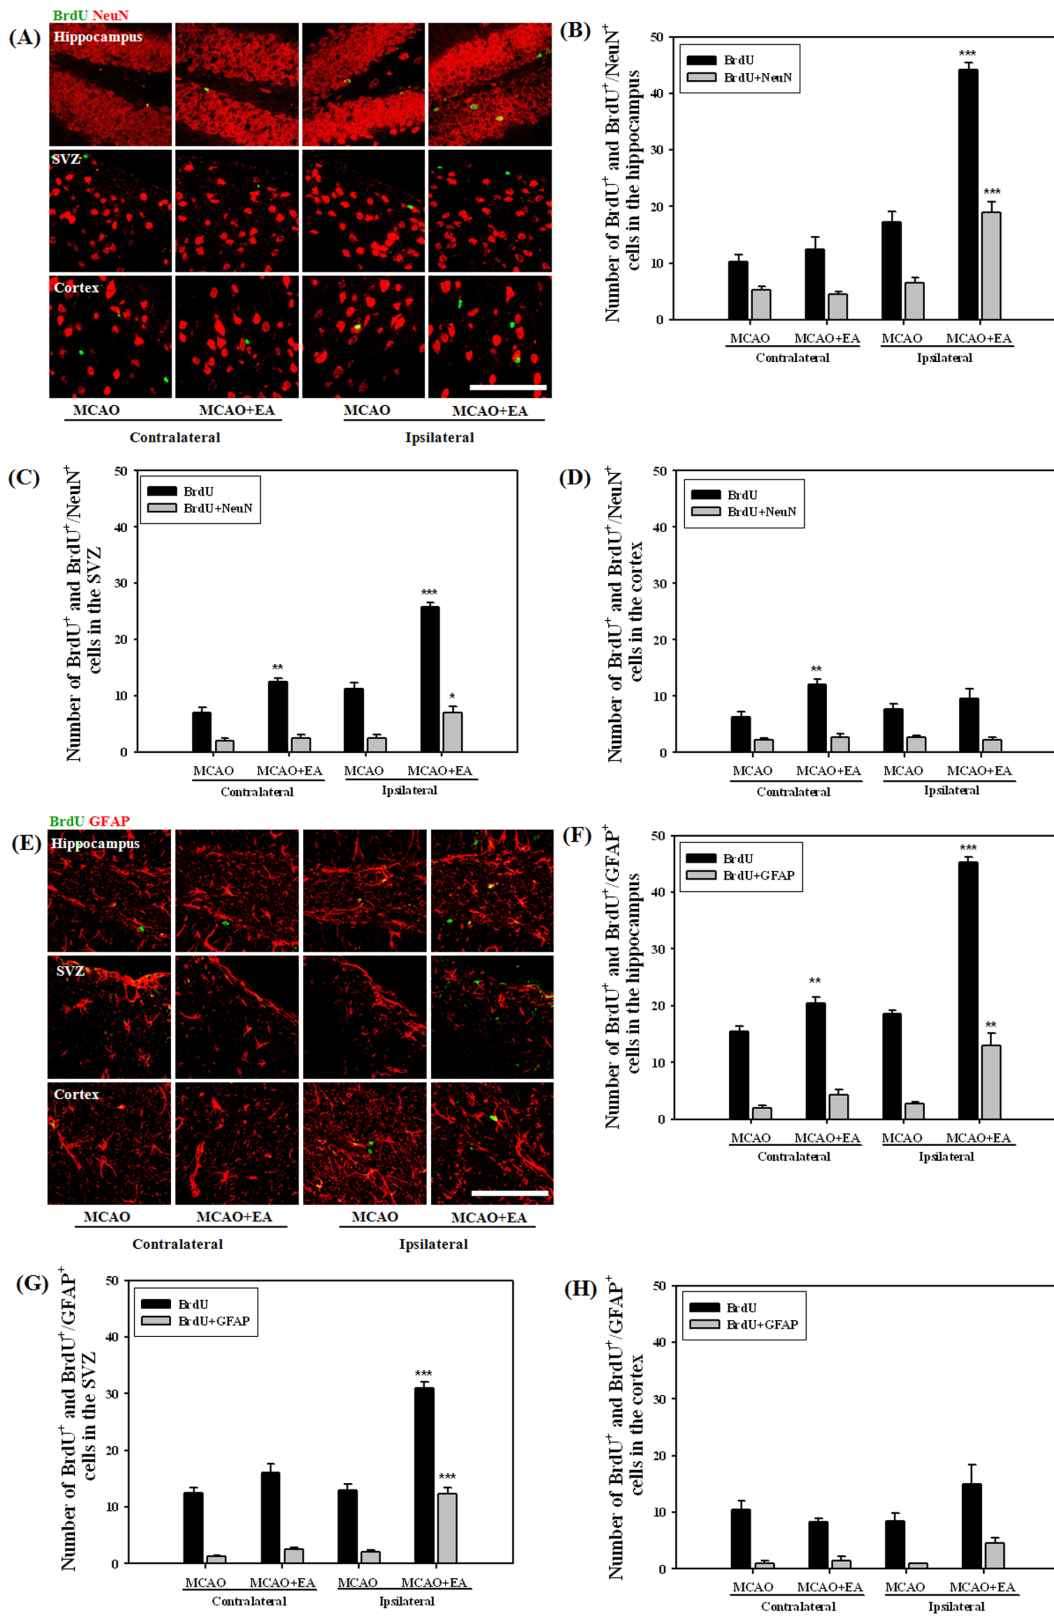 (A)
BrdU NeuN
Hippocampus
SVZ
Cortex
MCAO MCAO+EA MCAO MCAO+EA
Contralateral Ipsilateral
(B)
Number of BrdU+ and BrdU+/NeuN+
cells in the hippocampus
50
40
30
20
10
0
BrdU
BrdU+NeuN
***
***
MCAO MCAO+EA MCAO MCAO+EA
Contralateral Ipsilateral
(C)
Number of BrdU+ and BrdU+/NeuN+
cells in the SVZ
50
40
30
20
10
0
BrdU
BrdU+NeuN
**
***
*
MCAO MCAO+EA MCAO MCAO+EA
Contralateral Ipsilateral
(D)
Number of BrdU+ and BrdU+/NeuN+
cells in the cortex
50
40
30
20
10
0
BrdU
BrdU+NeuN
**
MCAO MCAO+EA MCAO MCAO+EA
Contralateral Ipsilateral
(E)
BrdU GFAP
Hippocampus
SVZ
Cortex
MCAO MCAO+EA MCAO MCAO+EA
Contralateral Ipsilateral
(F)
Number of BrdU+ and BrdU+/GFAP+
cells in the hippocampus
50
40
30
20
10
0
BrdU
BrdU+GFAP
**
***
**
MCAO MCAO+EA MCAO MCAO+EA
Contralateral Ipsilateral
(G)
Number of BrdU+ and BrdU+/GFAP+
cells in the SVZ
50
40
30
20
10
0
BrdU
BrdU+GFAP
***
***
MCAO MCAO+EA MCAO MCAO+EA
Contralateral Ipsilateral
(H)
Number of BrdU+ and BrdU+/GFAP+
cells in the cortex
50
40
30
20
10
0
BrdU
BrdU+GFAP
MCAO MCAO+EA MCAO MCAO+EA
Contralateral Ipsilateral